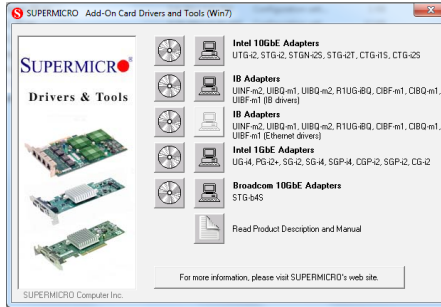 SUPERMICRO Add-On Card Drivers and Tools (Win7)
SUPERMICRO
Drivers & Tools
Intel 10GbE Adapters
UTG-i2, STG-i2, STGN-i2S, STG-i2T, CTG-i1S, CTG-i2S
IB Adapters
UINF-m2, UIBQ-m1, UIBQ-m2, R1UG-iBQ, CIBF-m1, CIBQ-m1,
UIBF-m1 (IB drivers)
IB Adapters
UINF-m2, UIBQ-m1, UIBQ-m2, R1UG-iBQ, CIBF-m1, CIBQ-m1,
UIBF-m1 (Ethernet drivers)
Intel 1GbE Adapters
UG-i4, PG-i2+, SG-i2, SG-i4, SGP-i4, CGP-i2, SGP-i2, CG-i2
Broadcom 10GbE Adapters
STG-b4S
Read Product Description and Manual
For more information, please visit SUPERMICRO's web site.
SUPERMICRO Computer Inc.